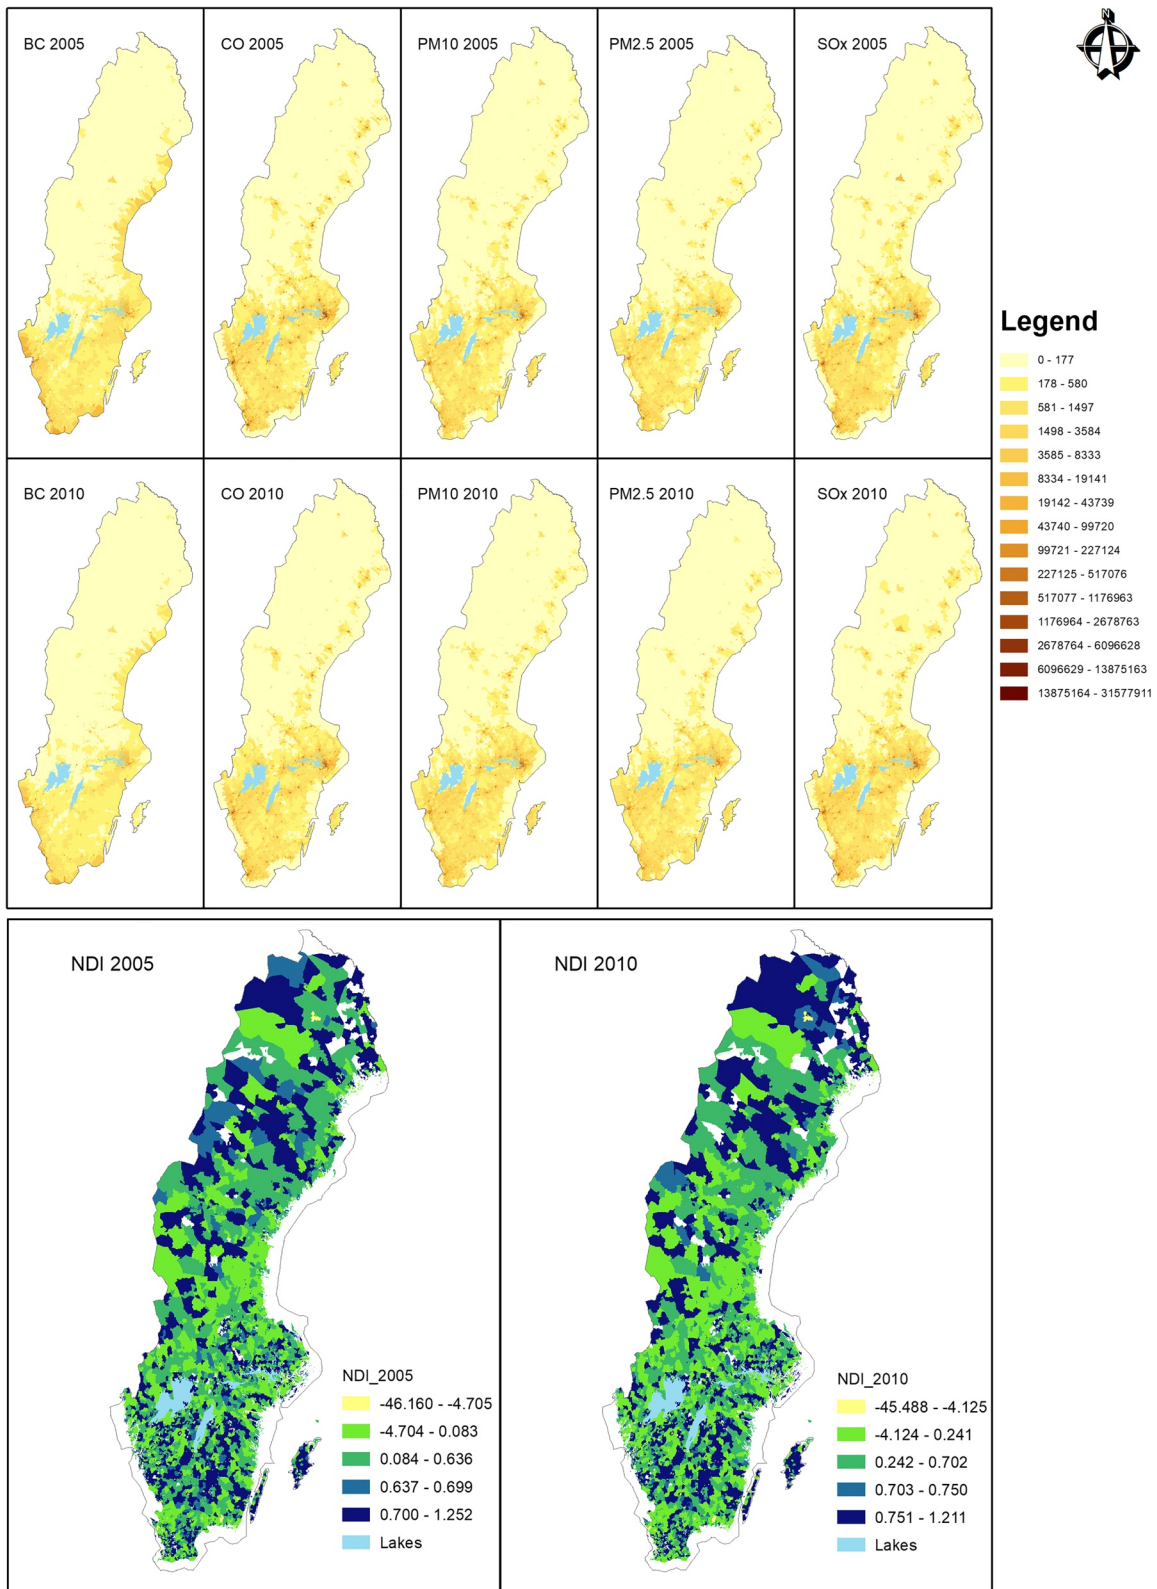 N
BC 2005
CO 2005
PM10 2005
PM2.5 2005
SOx 2005
BC 2010
CO 2010
PM10 2010
PM2.5 2010
SOx 2010
Legend
0 - 177
178 - 580
581 - 1497
1498 - 3584
3585 - 8333
8334 - 19141
19142 - 43739
43740 - 99720
99721 - 227124
227125 - 517076
517077 - 1176963
1176964 - 2678763
2678764 - 6096628
6096629 - 13875163
13875164 - 31577911
NDI 2005
NDI_2005
-46.160 - -4.705
-4.704 - 0.083
0.084 - 0.636
0.637 - 0.699
0.700 - 1.252
Lakes
NDI 2010
NDI_2010
-45.488 - -4.125
-4.124 - 0.241
0.242 - 0.702
0.703 - 0.750
0.751 - 1.211
Lakes